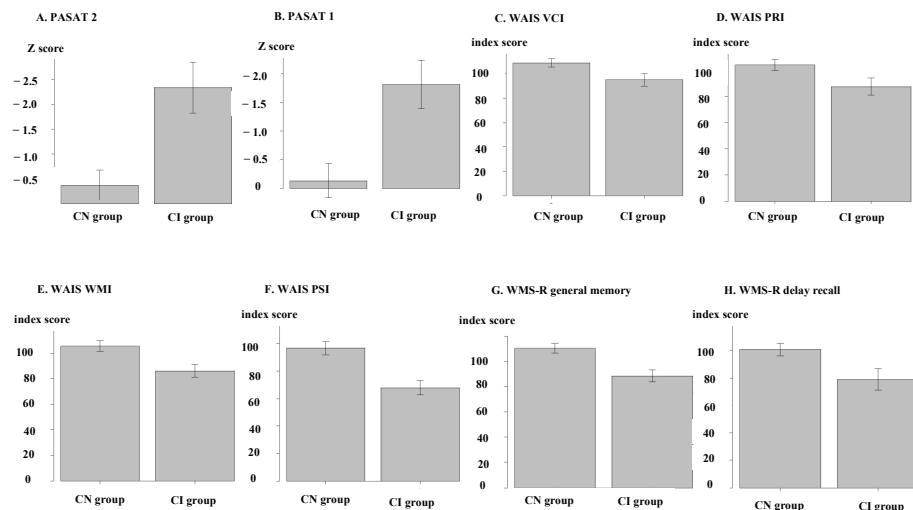 A. PASAT 2
Z score
– 2.5
– 2.0
– 1.0
– 0.5
CN group
CI group
B. PASAT 1
Z score
– 2.0
– 1.5
– 1.0
– 0.5
0
CN group
CI group
C. WAIS VCI
index score
100
80
60
40
20
0
CN group
CI group
D. WAIS PRI
index score
100
80
60
40
20
0
CN group
CI group
E. WAIS WMI
index score
100
80
60
40
20
0
CN group
CI group
F. WAIS PSI
index score
100
80
60
40
20
0
CN group
CI group
G. WMS-R general memory
index score
100
80
60
40
20
0
CN group
CI group
H. WMS-R delay recall
index score
100
80
60
40
20
0
CN group
CI group